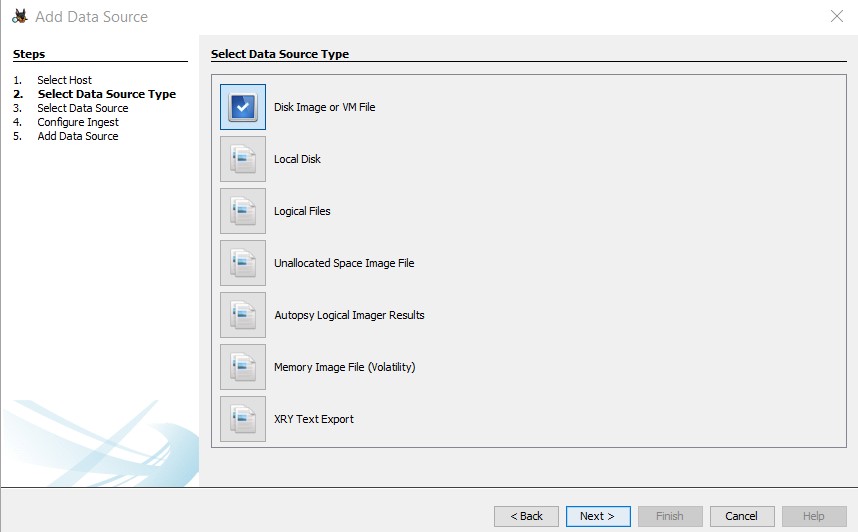 Add Data Source
Steps
1. Select Host
2. Select Data Source Type
3. Select Data Source
4. Configure Ingest
5. Add Data Source
Select Data Source Type
Disk Image or VM File
Local Disk
Logical Files
Unallocated Space Image File
Autopsy Logical Imager Results
Memory Image File (Volatility)
XRY Text Export
< Back Next > Finish Cancel Help